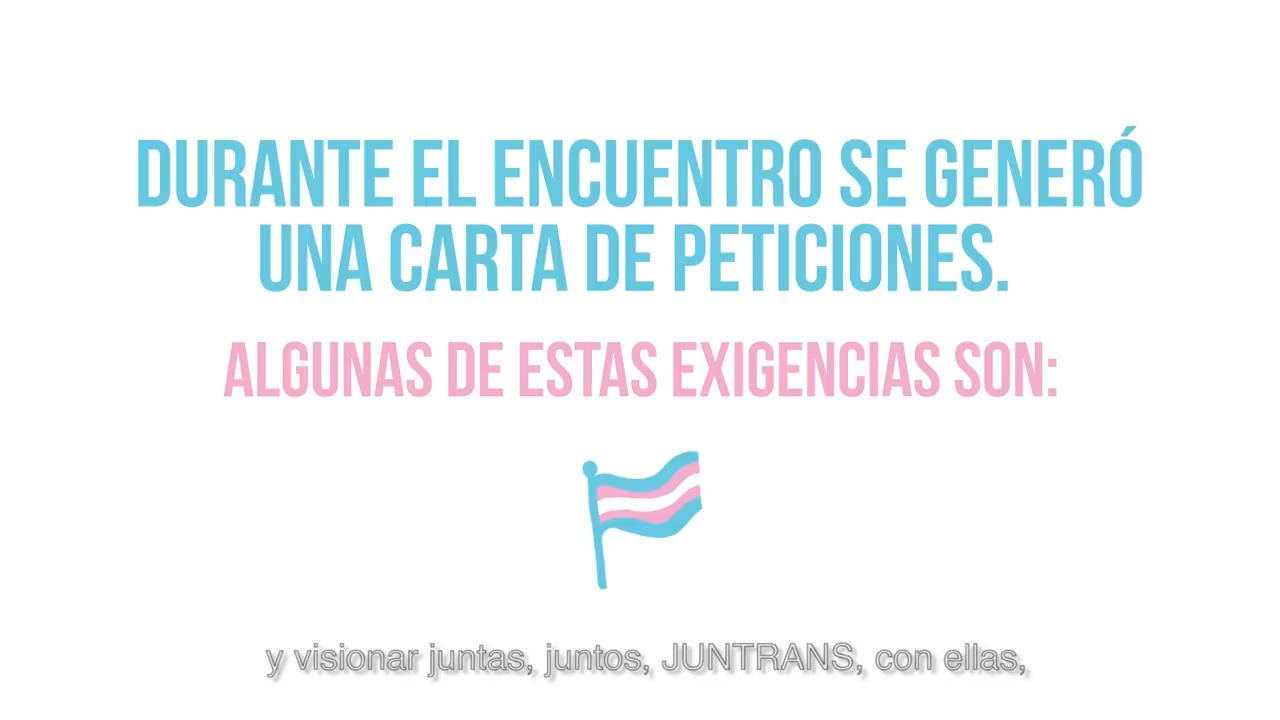 DURANTE EL ENCUENTRO SE GENERÓ
UNA CARTA DE PETICIONES.
ALGUNAS DE ESTAS EXIGENCIAS SON:
y visionar juntas, juntos, JUNTRANS, con ellas,